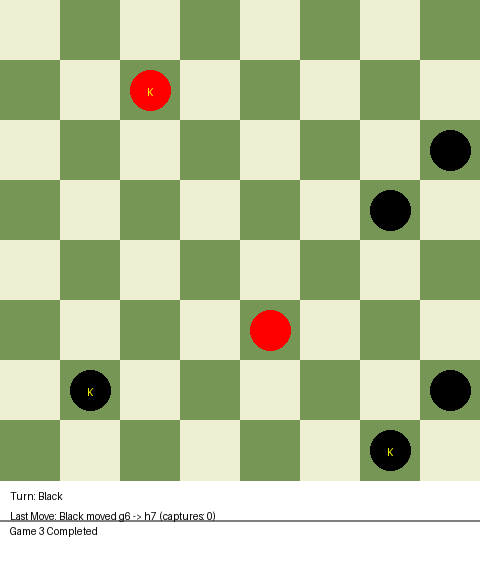 K
K
K
Turn: Black
Last Move: Black moved g6 -> h7 (captures: 0)
Game 3 Completed